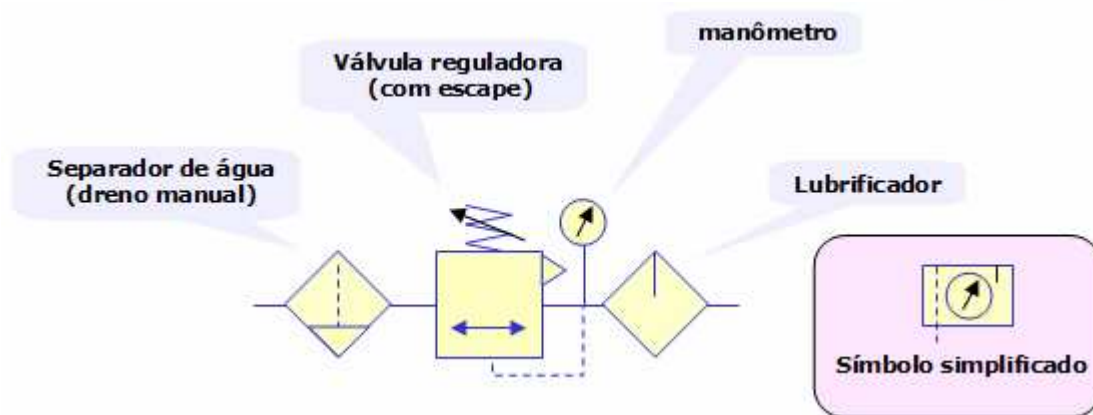 manômetro
Válvula reguladora
(com escape)
Separador de água
(dreno manual)
Lubrificador
Símbolo simplificado